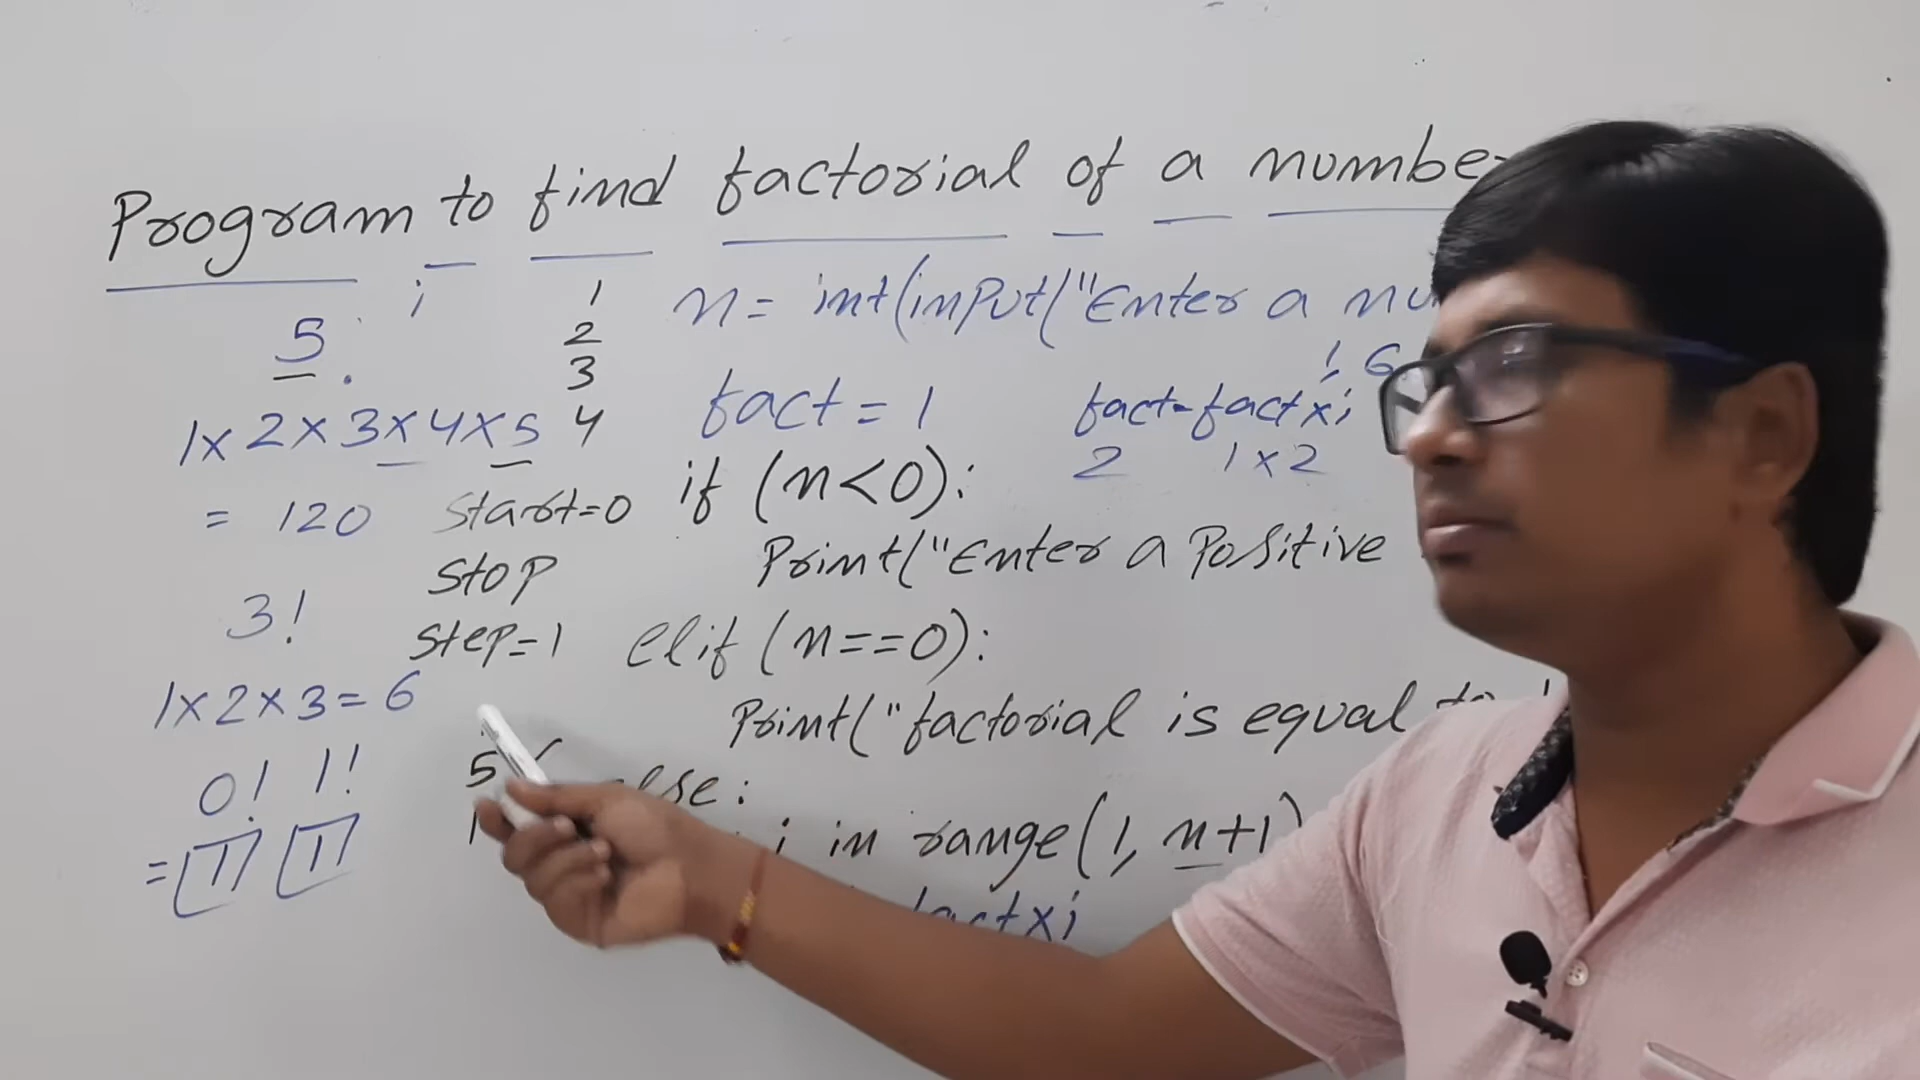 Program to find factorial of a number
5
i
1
2
3
4
1x 2 x 3 x 4 x 5
= 120
3!
1x 2 x 3 = 6
0! 1!
= 1 1
start=0
stop
step=1
5
1
n = int(input("Enter a
fact = 1
if (n<0):
Print("Enter a Positive
elif (n==0):
Print("factorial is equal to
else:
i in range(1, n+1)
fact x i
1, 6
fact=fact x i
2 1 x 2